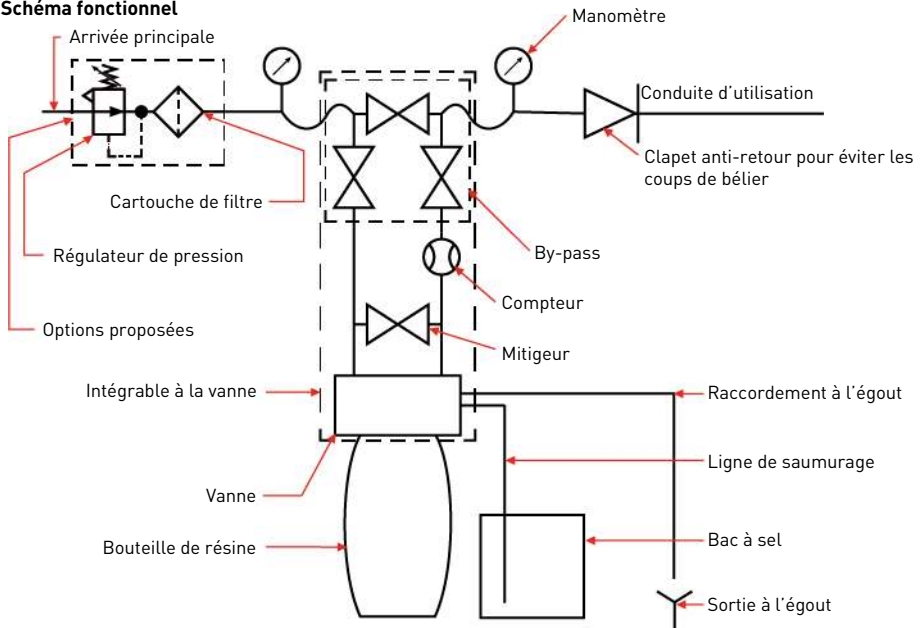 Schéma fonctionnel
Manomètre
Arrivée principale
Conduite d'utilisation
Clapet anti-retour pour éviter les
coups de bélier
Cartouche de filtre
Régulateur de pression
By-pass
Compteur
Options proposées
Mitigeur
Intégrable à la vanne
Raccordement à l'égout
Ligne de saumurage
Vanne
Bac à sel
Bouteille de résine
Sortie à l'égout